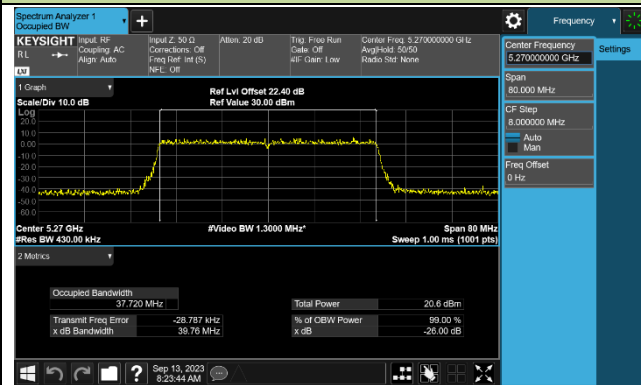 Spectrum Analyzer 1
Occupied BW
+
Frequency
KEYSIGHT
RL
LXI
Input: RF
Coupling: AC
Align: Auto
Input Z: 50 Ω
Corrections: Off
Freq Ref: Int (S)
NFE: Off
Atten: 20 dB
Trig: Free Run
Gate: Off
#IF Gain: Low
Center Freq: 5.270000000 GHz
Avg|Hold: 50/50
Radio Std: None
Center Frequency
5.270000000 GHz
Settings
Span
80.000 MHz
CF Step
8.000000 MHz
Auto
Man
Freq Offset
0 Hz
1 Graph
Scale/Div 10.0 dB
Ref Lvl Offset 22.40 dB
Ref Value 30.00 dBm
Log
20.0
10.0
0.00
-10.0
-20.0
-30.0
-40.0
-50.0
-60.0
Center 5.27 GHz
#Res BW 430.00 kHz
#Video BW 1.3000 MHz*
Span 80 MHz
Sweep 1.00 ms (1001 pts)
2 Metrics
Occupied Bandwidth
37.720 MHz
Total Power
20.6 dBm
Transmit Freq Error
-28.787 kHz
% of OBW Power
99.00 %
x dB Bandwidth
39.76 MHz
x dB
-26.00 dB
?
Sep 13, 2023
8:23:44 AM